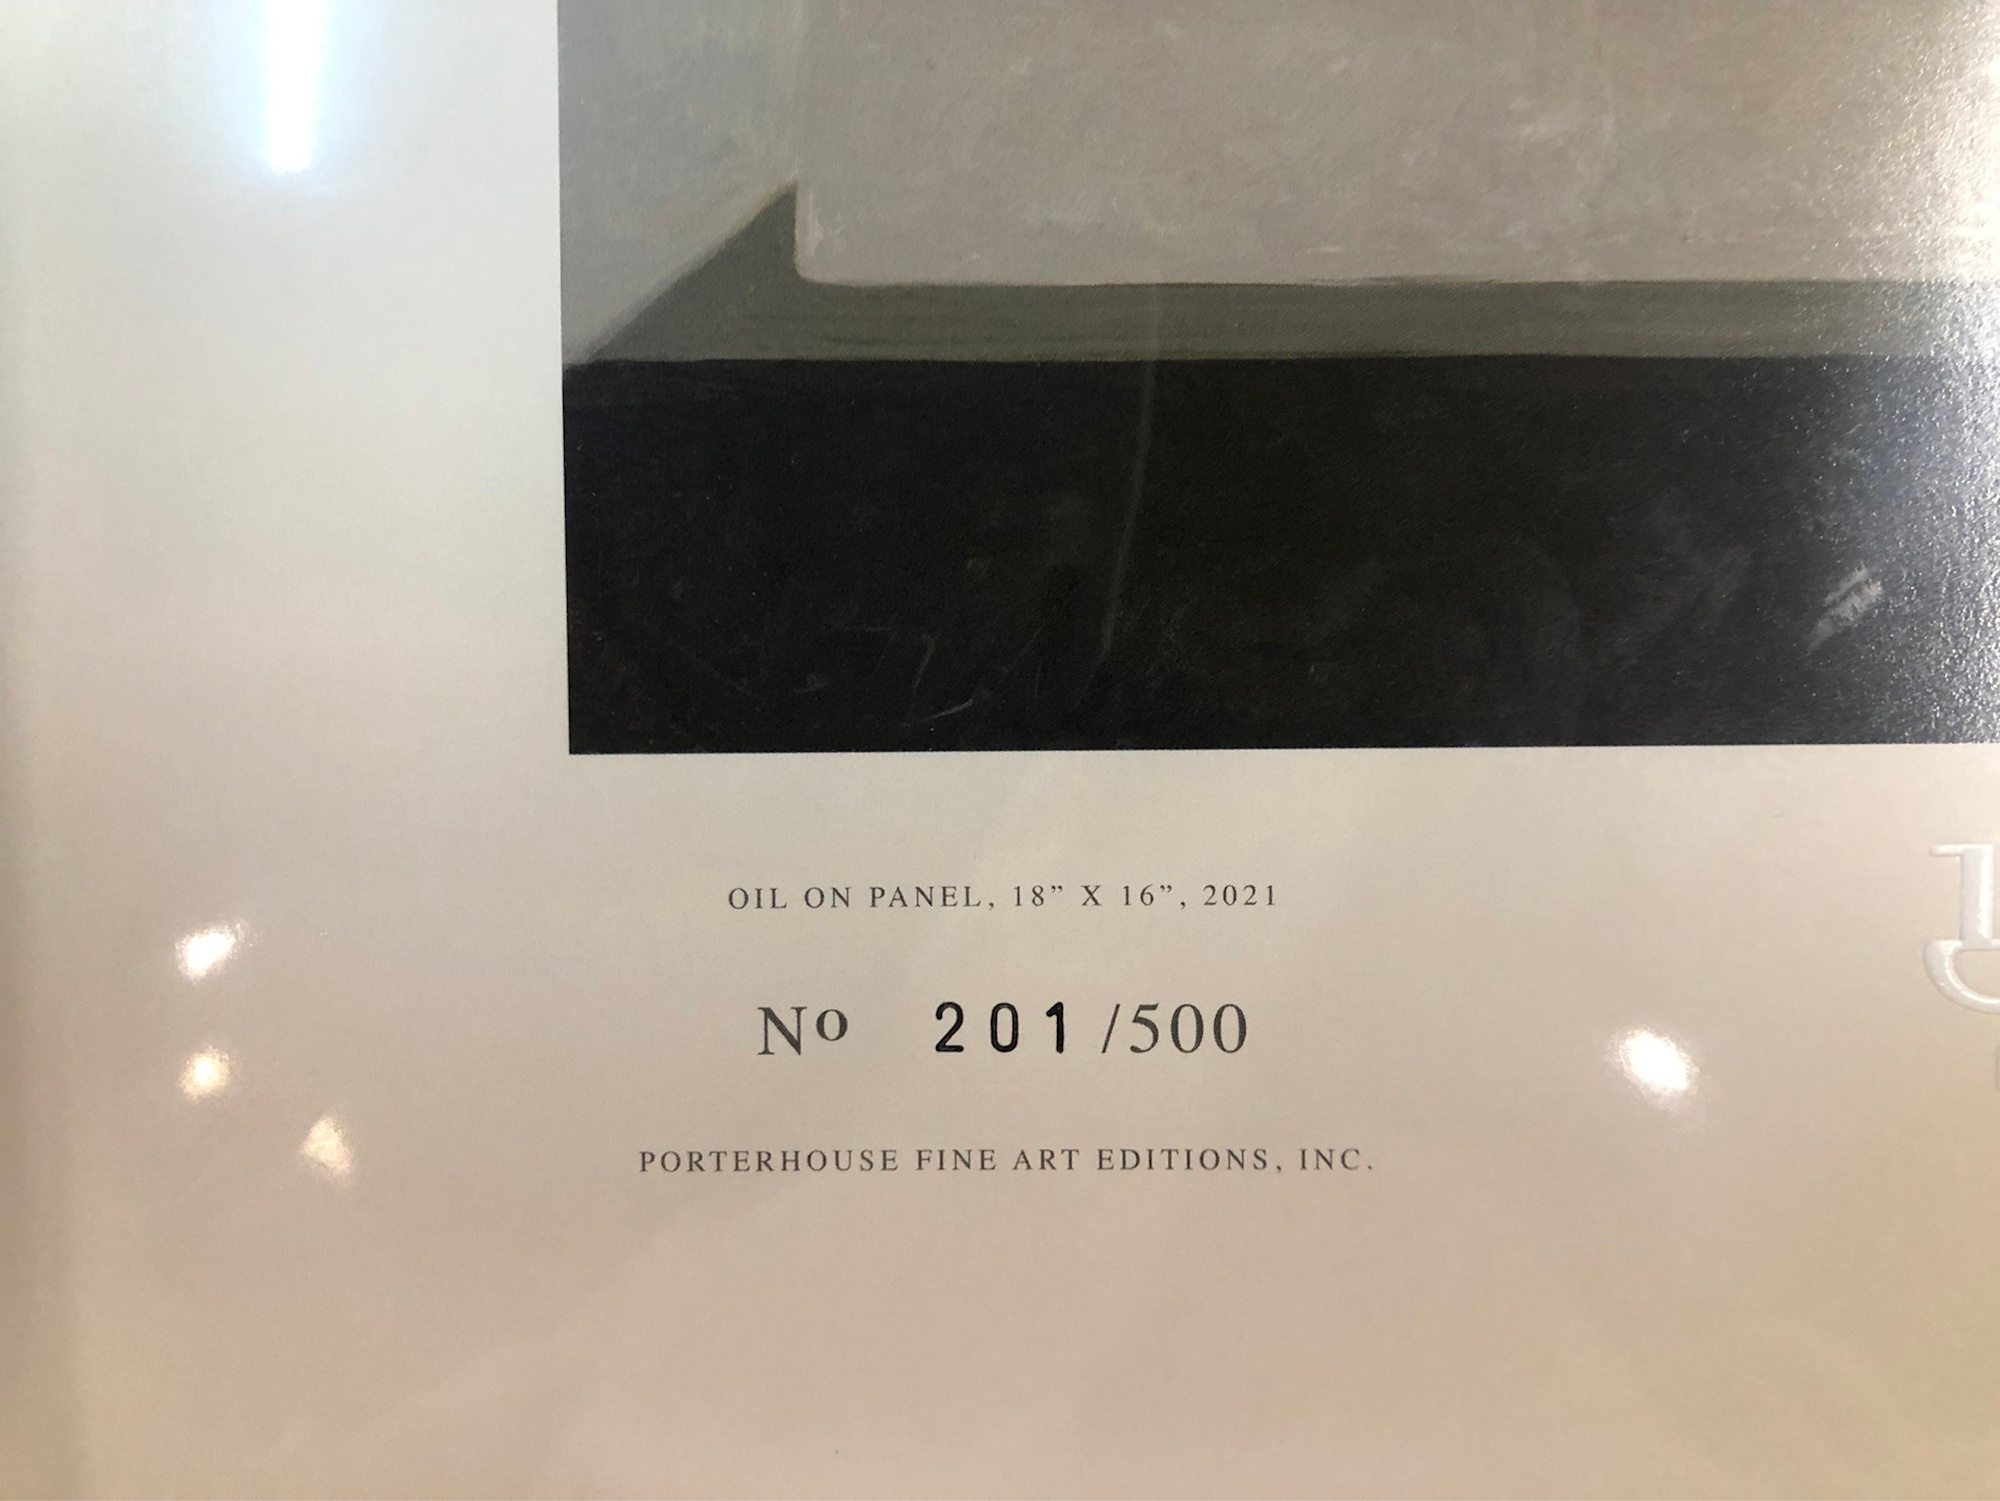 OIL ON PANEL, 18” X 16”, 2021
No 201/500
PORTERHOUSE FINE ART EDITIONS, INC.